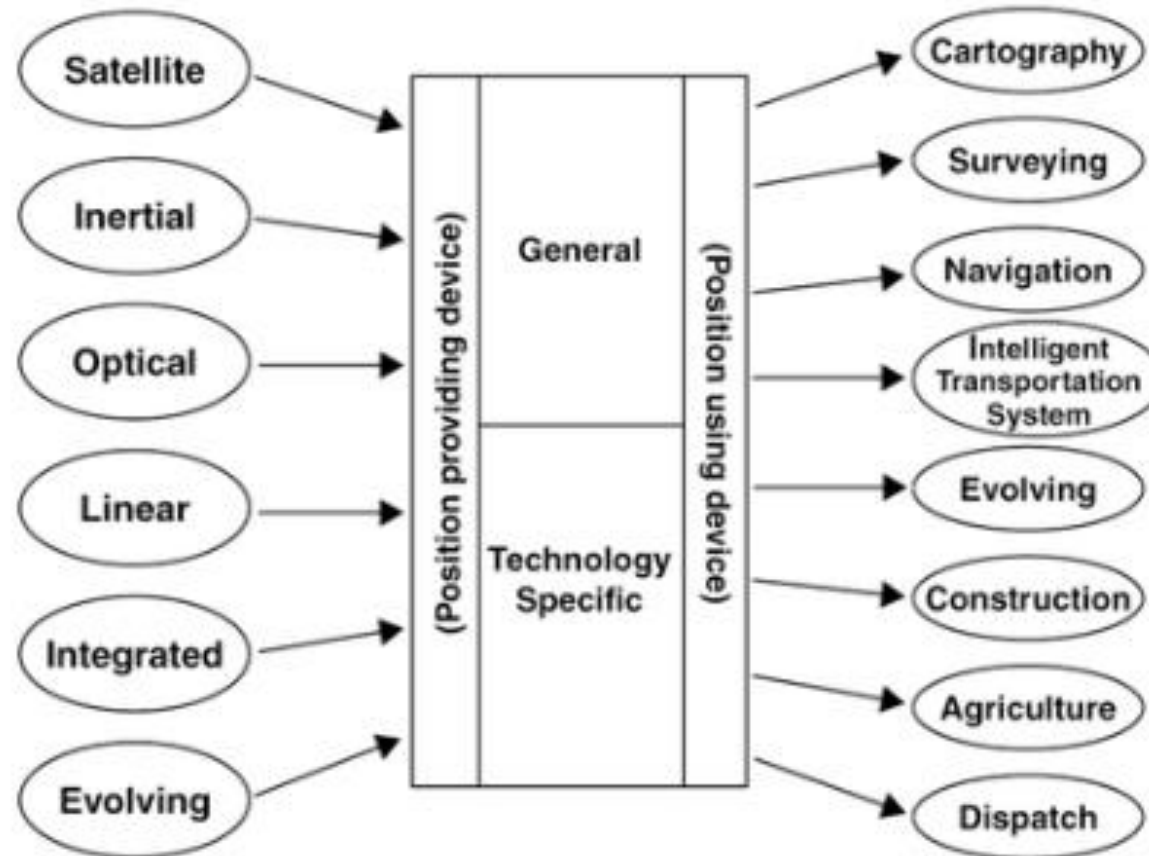 Satellite
Inertial
Optical
Linear
Integrated
Evolving
(Position providing device)
General
Technology
Specific
(Position using device)
Cartography
Surveying
Navigation
İntelligent
Transportation
System
Evolving
Construction
Agriculture
Dispatch